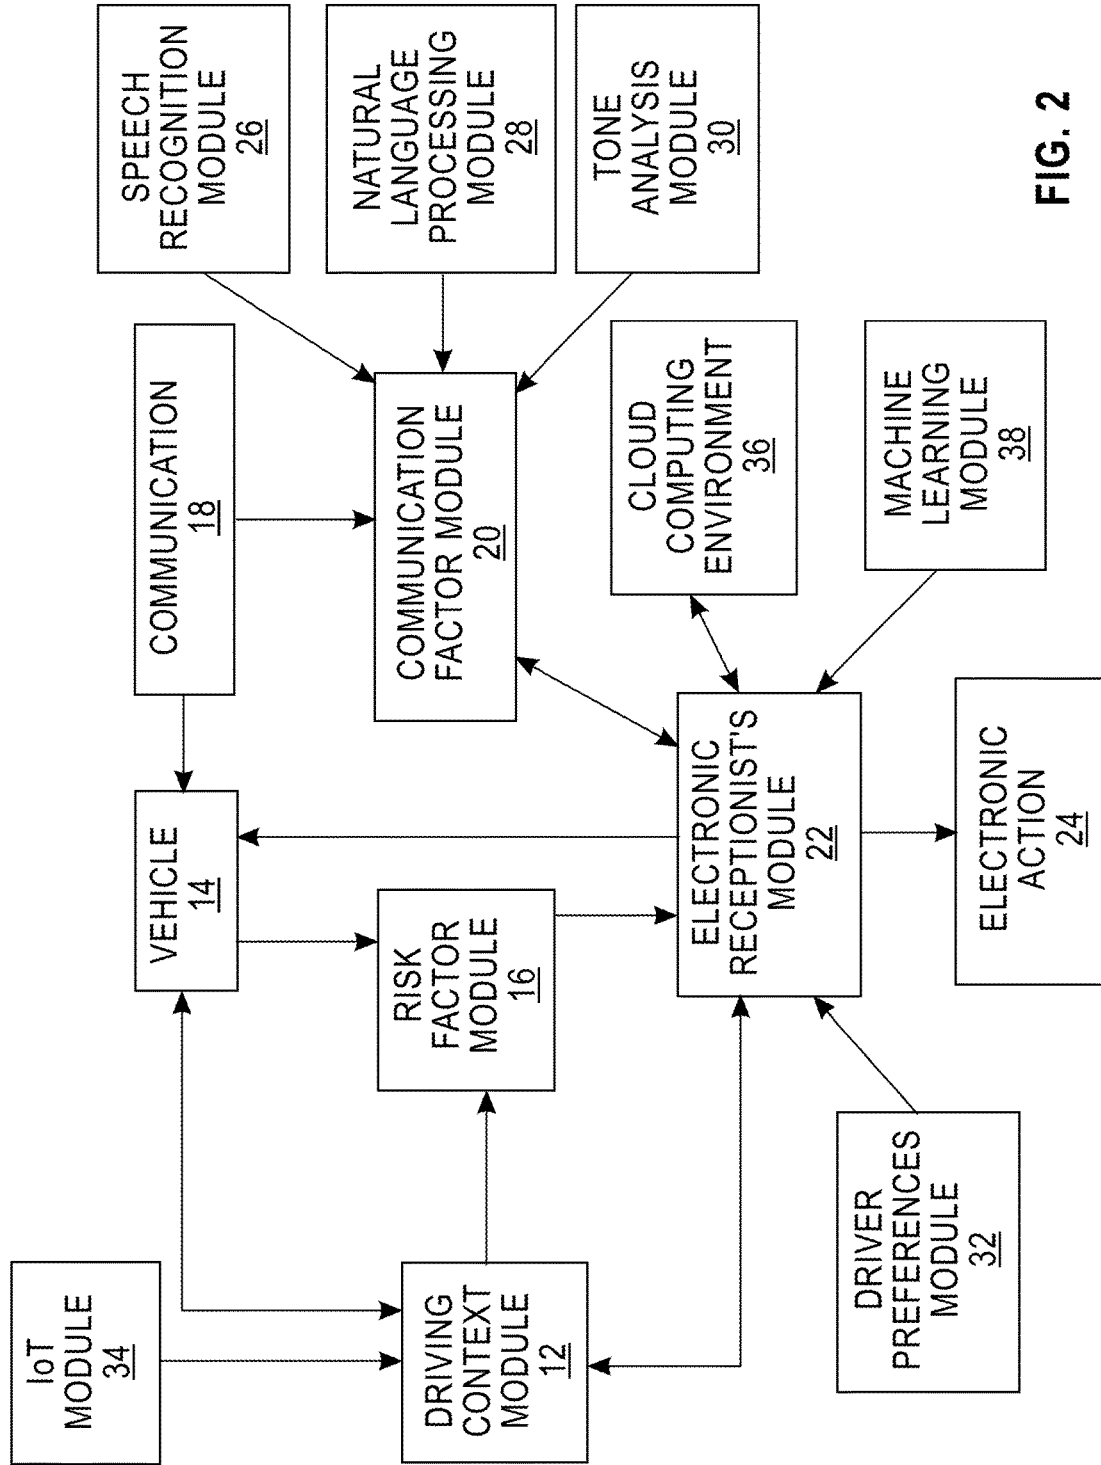 IoT
MODULE
34
VEHICLE
14
COMMUNICATION
18
SPEECH
RECOGNITION
MODULE
26
DRIVING
CONTEXT
MODULE
12
RISK
FACTOR
MODULE
16
COMMUNICATION
FACTOR MODULE
20
NATURAL
LANGUAGE
PROCESSING
MODULE
28
TONE
ANALYSIS
MODULE
30
DRIVER
PREFERENCES
MODULE
32
ELECTRONIC
RECEPTIONIST'S
MODULE
22
CLOUD
COMPUTING
ENVIRONMENT
36
MACHINE
LEARNING
MODULE
38
ELECTRONIC
ACTION
24
FIG. 2